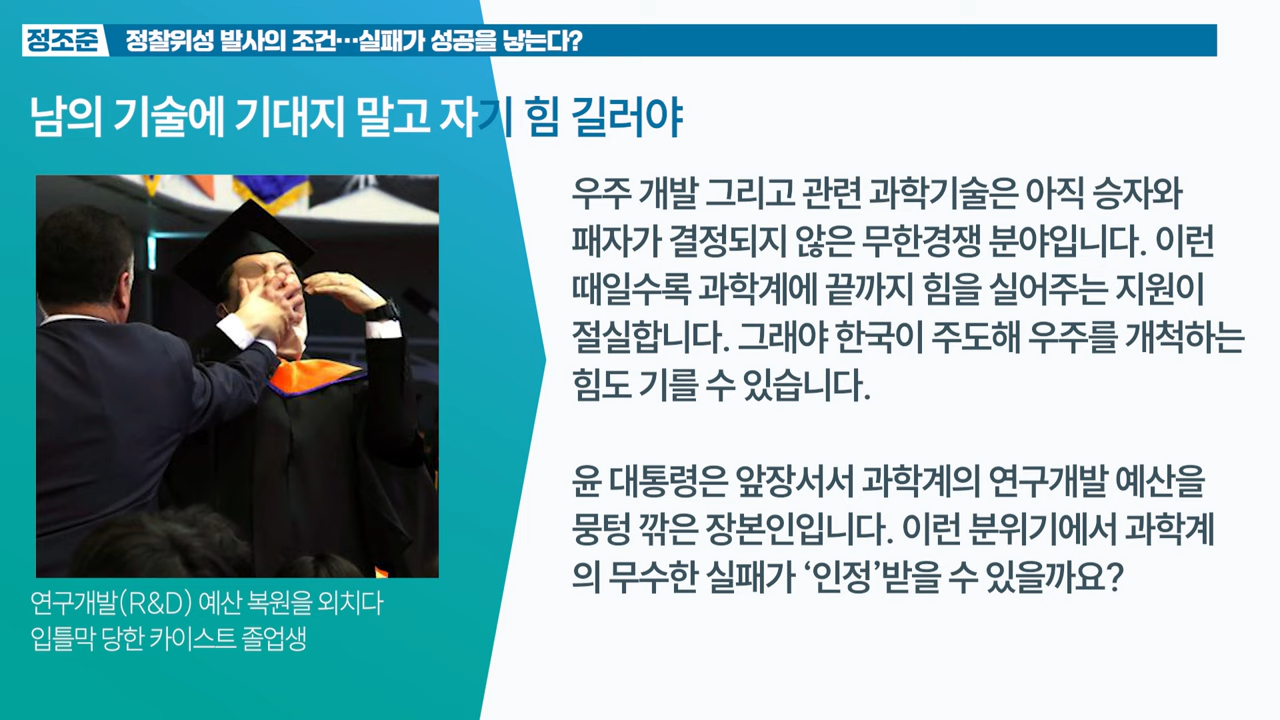 정조준
정찰위성 발사의 조건…실패가 성공을 낳는다?
남의 기술에 기대지 말고 자기 힘 길러야
우주 개발 그리고 관련 과학기술은 아직 승자와
패자가 결정되지 않은 무한경쟁 분야입니다. 이런
때일수록 과학계에 끝까지 힘을 실어주는 지원이
절실합니다. 그래야 한국이 주도해 우주를 개척하는
힘도 기를 수 있습니다.
윤 대통령은 앞장서서 과학계의 연구개발 예산을
뭉텅 깎은 장본인입니다. 이런 분위기에서 과학계
의 무수한 실패가 ‘인정’받을 수 있을까요?
연구개발(R&D) 예산 복원을 외치다
입틀막 당한 카이스트 졸업생